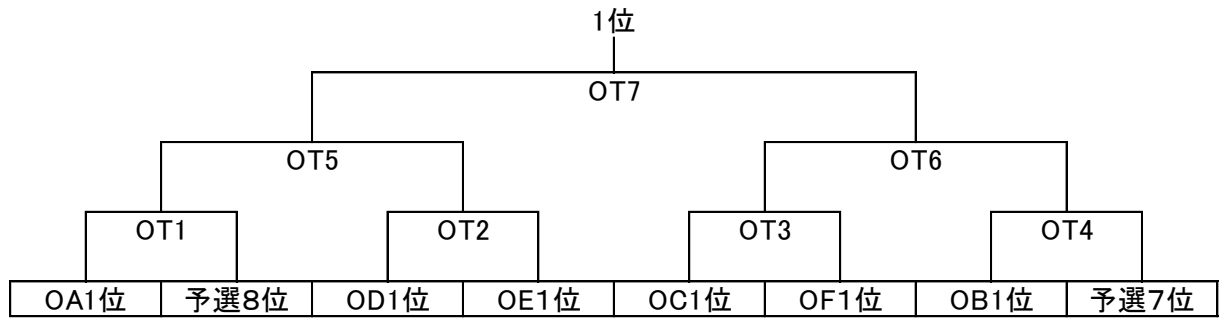 1位
OT7
OT5 OT6
OT1 OT2 OT3 OT4
OA1位 予選8位 OD1位 OE1位 OC1位 OF1位 OB1位 予選7位